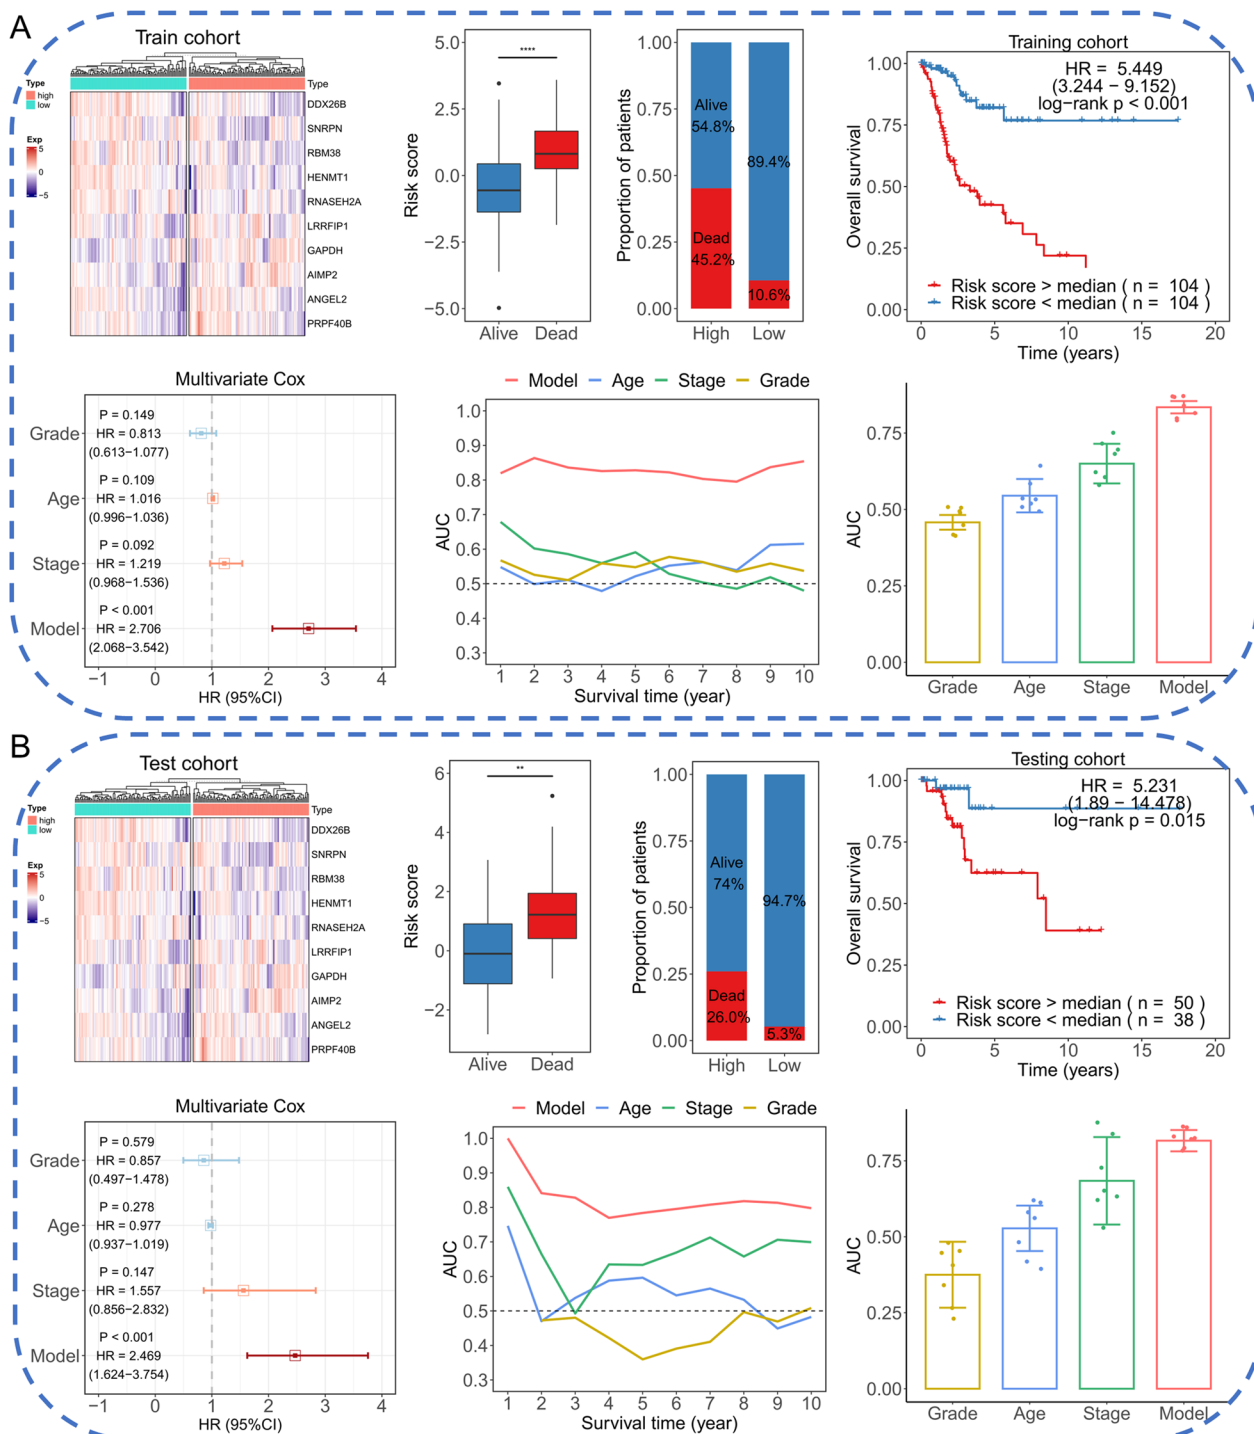 A
Train cohort
Type
high
low
Exp
5
−5
Type
DDX26B
SNRPN
RBM38
HENMT1
RNASEH2A
LRRFIP1
GAPDH
AIMP2
ANGEL2
PRPF40B
Risk score
5.0
2.5
0.0
−2.5
−5.0
****
Alive
Dead
Proportion of patients
1.00
0.75
0.50
0.25
0.00
Alive
54.8%
Dead
45.2%
89.4%
10.6%
High
Low
Training cohort
HR = 5.449
(3.244 − 9.152)
log−rank p < 0.001
Overall survival
1.00
0.75
0.50
0.25
0.00
Risk score > median ( n = 104 )
Risk score < median ( n = 104 )
0 5 10 15 20
Time (years)
Multivariate Cox
Grade
P = 0.149
HR = 0.813
(0.613−1.077)
Age
P = 0.109
HR = 1.016
(0.996−1.036)
Stage
P = 0.092
HR = 1.219
(0.968−1.536)
Model
P < 0.001
HR = 2.706
(2.068−3.542)
−1 0 1 2 3 4
HR (95%CI)
Model Age Stage Grade
AUC
1.0
0.9
0.8
0.7
0.6
0.5
0.4
0.3
1 2 3 4 5 6 7 8 9 10
Survival time (year)
AUC
0.75
0.50
0.25
0.00
Grade Age Stage Model
B
Test cohort
Type
high
low
Exp
5
−5
Type
DDX26B
SNRPN
RBM38
HENMT1
RNASEH2A
LRRFIP1
GAPDH
AIMP2
ANGEL2
PRPF40B
Risk score
6
4
2
0
−2
**
Alive
Dead
Proportion of patients
1.00
0.75
0.50
0.25
0.00
Alive
74%
Dead
26.0%
94.7%
5.3%
High
Low
Testing cohort
HR = 5.231
(1.89 − 14.478)
log−rank p = 0.015
Overall survival
1.00
0.75
0.50
0.25
0.00
Risk score > median ( n = 50 )
Risk score < median ( n = 38 )
0 5 10 15 20
Time (years)
Multivariate Cox
Grade
P = 0.579
HR = 0.857
(0.497−1.478)
Age
P = 0.278
HR = 0.977
(0.937−1.019)
Stage
P = 0.147
HR = 1.557
(0.856−2.832)
Model
P < 0.001
HR = 2.469
(1.624−3.754)
−1 0 1 2 3 4
HR (95%CI)
Model Age Stage Grade
AUC
1.0
0.9
0.8
0.7
0.6
0.5
0.4
0.3
1 2 3 4 5 6 7 8 9 10
Survival time (year)
AUC
0.75
0.50
0.25
0.00
Grade Age Stage Model